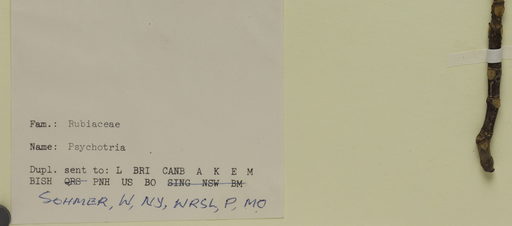 Fam.: Rubiaceae
Name: Psychotria
Dupl. sent to: L BRI CANB A K E M
BISH QRS PNH US BO SING NSW BM
SOHMER, W, NY, WRSL, P, MO